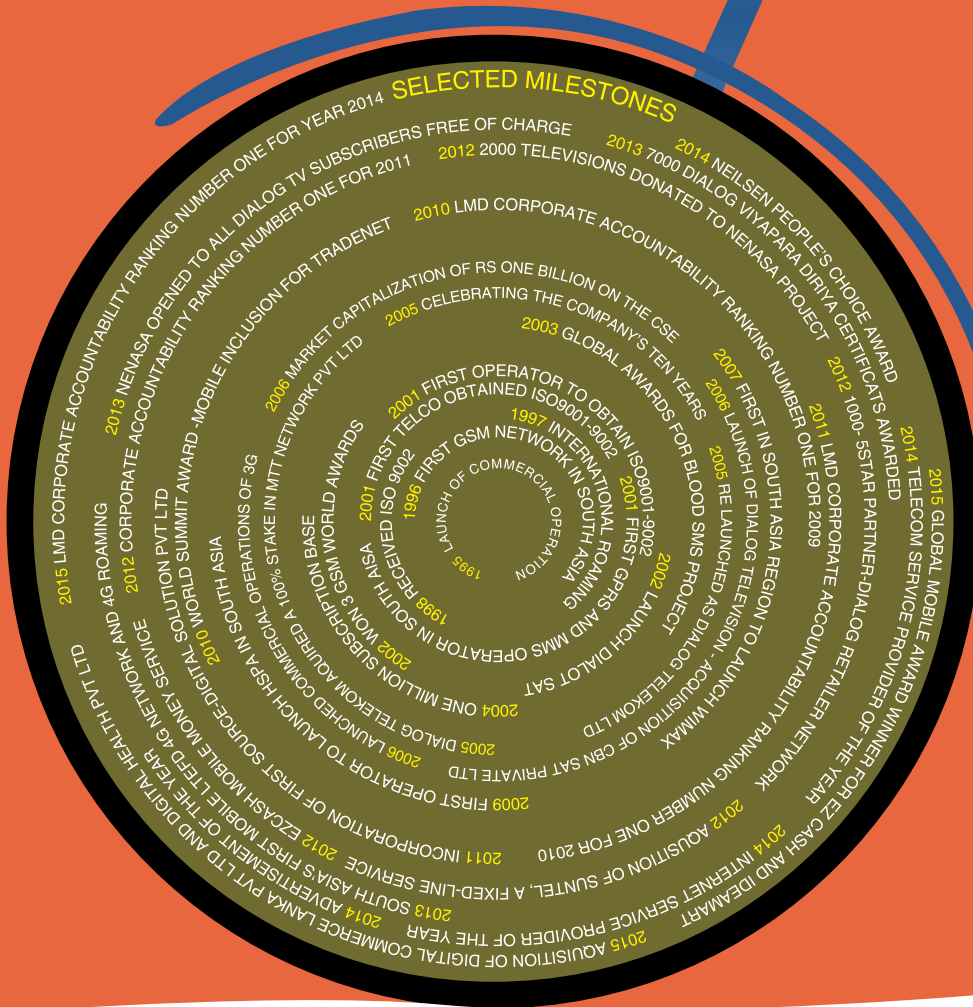 SELECTED MILESTONES
1995 LAUNCH OF COMMERCIAL OPERATION
1996 FIRST GSM NETWORK IN SOUTH ASIA
1997 INTERNATIONAL ROAMING
1998 RECEIVED ISO 9002
2001 FIRST TELCO OBTAINED ISO9001-9002
2001 FIRST OPERATOR TO OBTAIN ISO9001-9002
2001 FIRST GPRS AND MMS OPERATOR IN SOUTH AISA
2002 LAUNCH DIALOT SAT
2002 WON 3 GSM WORLD AWARDS
2003 GLOBAL AWARDS FOR BLOOD SMS PROJECT
2004 ONE MILLION SUBSCRIPTION BASE
2005 CELEBRATING THE COMPANY'S TEN YEARS
2005 RE LAUNCHED AS DIALOG TELEKOM LTD
2005 DIALOG TELEKOM AQUIRED A 100% STAKE IN MTT NETWORK PVT LTD
2006 MARKET CAPITALIZATION OF RS ONE BILLION ON THE CSE
2006 LAUNCH OF DIALOG TELEVISION - ACQUISITION OF CBN SAT PRIVATE LTD
2006 LAUNCHED COMMERCIAL OPERATIONS OF 3G
2007 FIRST IN SOUTH ASIA REGION TO LAUNCH WIMAX
2009 FIRST OPERATOR TO LAUNCH HSPA IN SOUTH ASIA
2010 WORLD SUMMIT AWARD -MOBILE INCLUSION FOR TRADENET
2010 LMD CORPORATE ACCOUNTABILITY RANKING NUMBER ONE FOR 2009
2011 LMD CORPORATE ACCOUNTABILITY RANKING NUMBER ONE FOR 2010
2011 INCORPORATION OF FIRST SOURCE-DIGITAL SOLUTION PVT LTD
2012 CORPORATE ACCOUNTABILITY RANKING NUMBER ONE FOR 2011
2012 2000 TELEVISIONS DONATED TO NENASA PROJECT
2012 1000- 5STAR PARTNER-DIALOG RETAILER NETWORK
2012 AQUSITION OF SUNTEL, A FIXED-LINE SERVICE
2012 EZCASH MOBILE MONEY SERVICE
2013 NENASA OPENED TO ALL DIALOG TV SUBSCRIBERS FREE OF CHARGE
2013 7000 DIALOG VIYAPARA DIRIYA CERTIFICATS AWARDED
2013 SOUTH ASIA'S FIRST MOBILE LTEFD 4G NETWORK AND 4G ROAMING
2014 NEILSEN PEOPLE'S CHOICE AWARD
2014 TELECOM SERVICE PROVIDER OF THE YEAR
2014 INTERNET SERVICE PROVIDER OF THE YEAR
2014 ADVERTISEMENT OF THE YEAR
2015 LMD CORPORATE ACCOUNTABILITY RANKING NUMBER ONE FOR YEAR 2014
2015 GLOBAL MOBILE AWARD WINNER FOR EZ CASH AND IDEAMART
2015 AQUISITION OF DIGITAL COMMERCE LANKA PVT LTD AND DIGITAL HEALTH PVT LTD